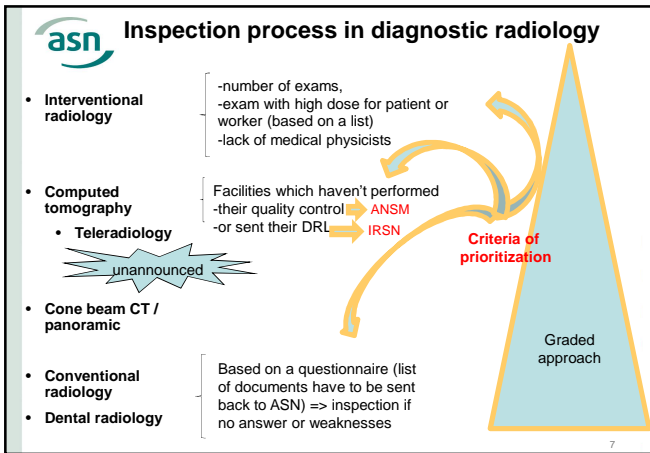 asn
Inspection process in diagnostic radiology
• Interventional
radiology
-number of exams,
-exam with high dose for patient or
worker (based on a list)
-lack of medical physicists
• Computed
tomography
• Teleradiology
unannounced
Facilities which haven't performed
-their quality control ANSM
-or sent their DRL IRSN
Criteria of
prioritization
• Cone beam CT /
panoramic
• Conventional
radiology
• Dental radiology
Based on a questionnaire (list
of documents have to be sent
back to ASN) => inspection if
no answer or weaknesses
Graded
approach
7